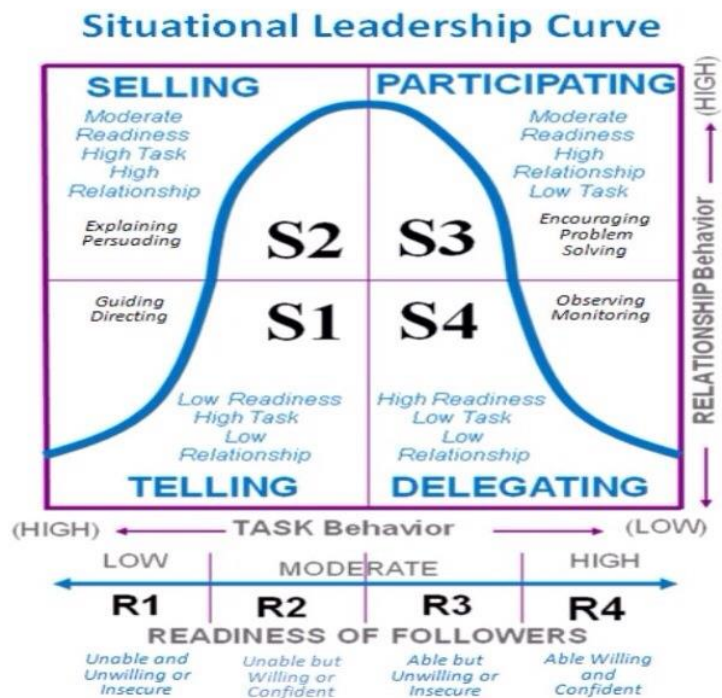 Situational Leadership Curve
SELLING
Moderate
Readiness
High Task
High
Relationship
Explaining
Persuading
S2
PARTICIPATING
Moderate
Readiness
High
Relationship
Low Task
Encouraging
Problem
Solving
S3
Guiding
Directing
S1
Low Readiness
High Task
Low
Relationship
TELLING
S4
Observing
Monitoring
High Readiness
Low Task
Low
Relationship
DELEGATING
RELATIONSHIP Behavior
(HIGH)
(HIGH) TASK Behavior (LOW)
LOW MODERATE HIGH
R1 R2 R3 R4
READINESS OF FOLLOWERS
Unable and
Unwilling or
Insecure
Unable but
Willing or
Confident
Able but
Unwilling or
Insecure
Able Willing
and
Confident